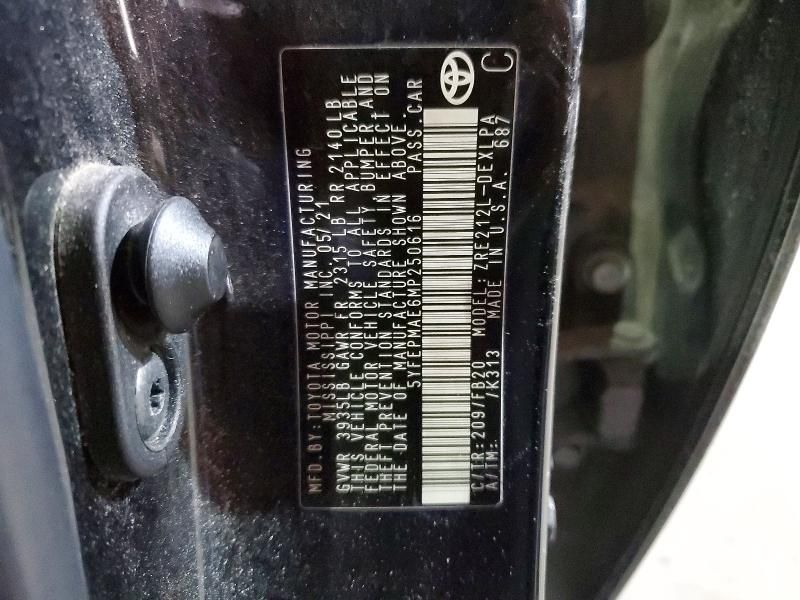 MFD. BY: TOYOTA MOTOR MANUFACTURING
MISSISSIPPI INC. 05/21
GVWR 3935LB GAWR FR 2315 LB RR 2140 LB
THIS VEHICLE CONFORMS TO ALL APPLICABLE
FEDERAL MOTOR VEHICLE SAFETY, BUMPER AND
THEFT PREVENTION STANDARDS IN EFFECT ON
THE DATE OF MANUFACTURE SHOWN ABOVE.
5YFEPMAE6MP250616 PASS. CAR
C/TR: 209/FB20 MODEL: ZRE212L-DEXLPA
A/TM: /K313 MADE IN U.S.A. 687
C